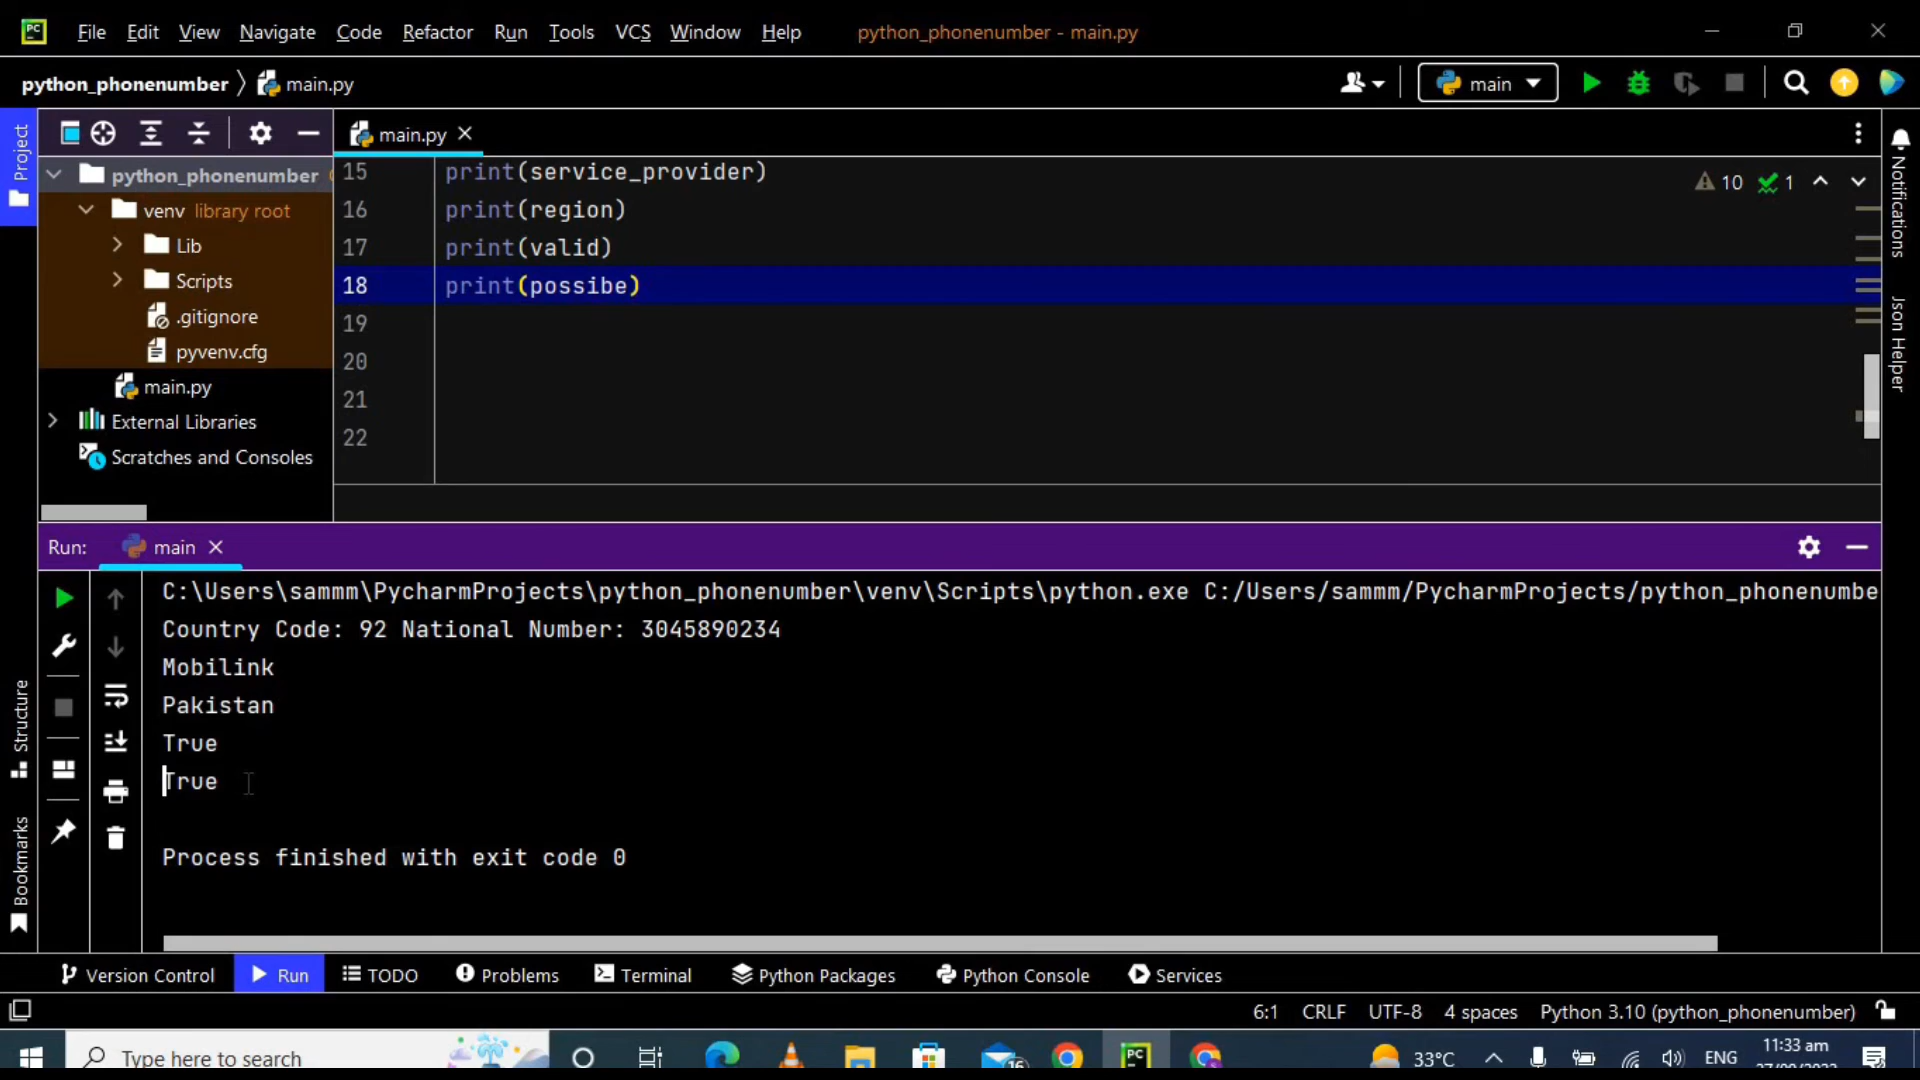 PC File Edit View Navigate Code Refactor Run Tools VCS Window Help python_phonenumber - main.py
python_phonenumber main.py main
Project
main.py
python_phonenumber
venv library root
Lib
Scripts
.gitignore
pyvenv.cfg
main.py
External Libraries
Scratches and Consoles
15 print(service_provider)
16 print(region)
17 print(valid)
18 print(possibe)
19
20
21
22
10 1
Notifications
Json Helper
Run: main
C:\Users\sammm\PycharmProjects\python_phonenumber\venv\Scripts\python.exe C:/Users/sammm/PycharmProjects/python_phonenumbe
Country Code: 92 National Number: 3045890234
Mobilink
Pakistan
True
True
Process finished with exit code 0
Structure
Bookmarks
Version Control Run TODO Problems Terminal Python Packages Python Console Services
6:1 CRLF UTF-8 4 spaces Python 3.10 (python_phonenumber)
Type here to search 16 PC 33°C ENG 11:33 am